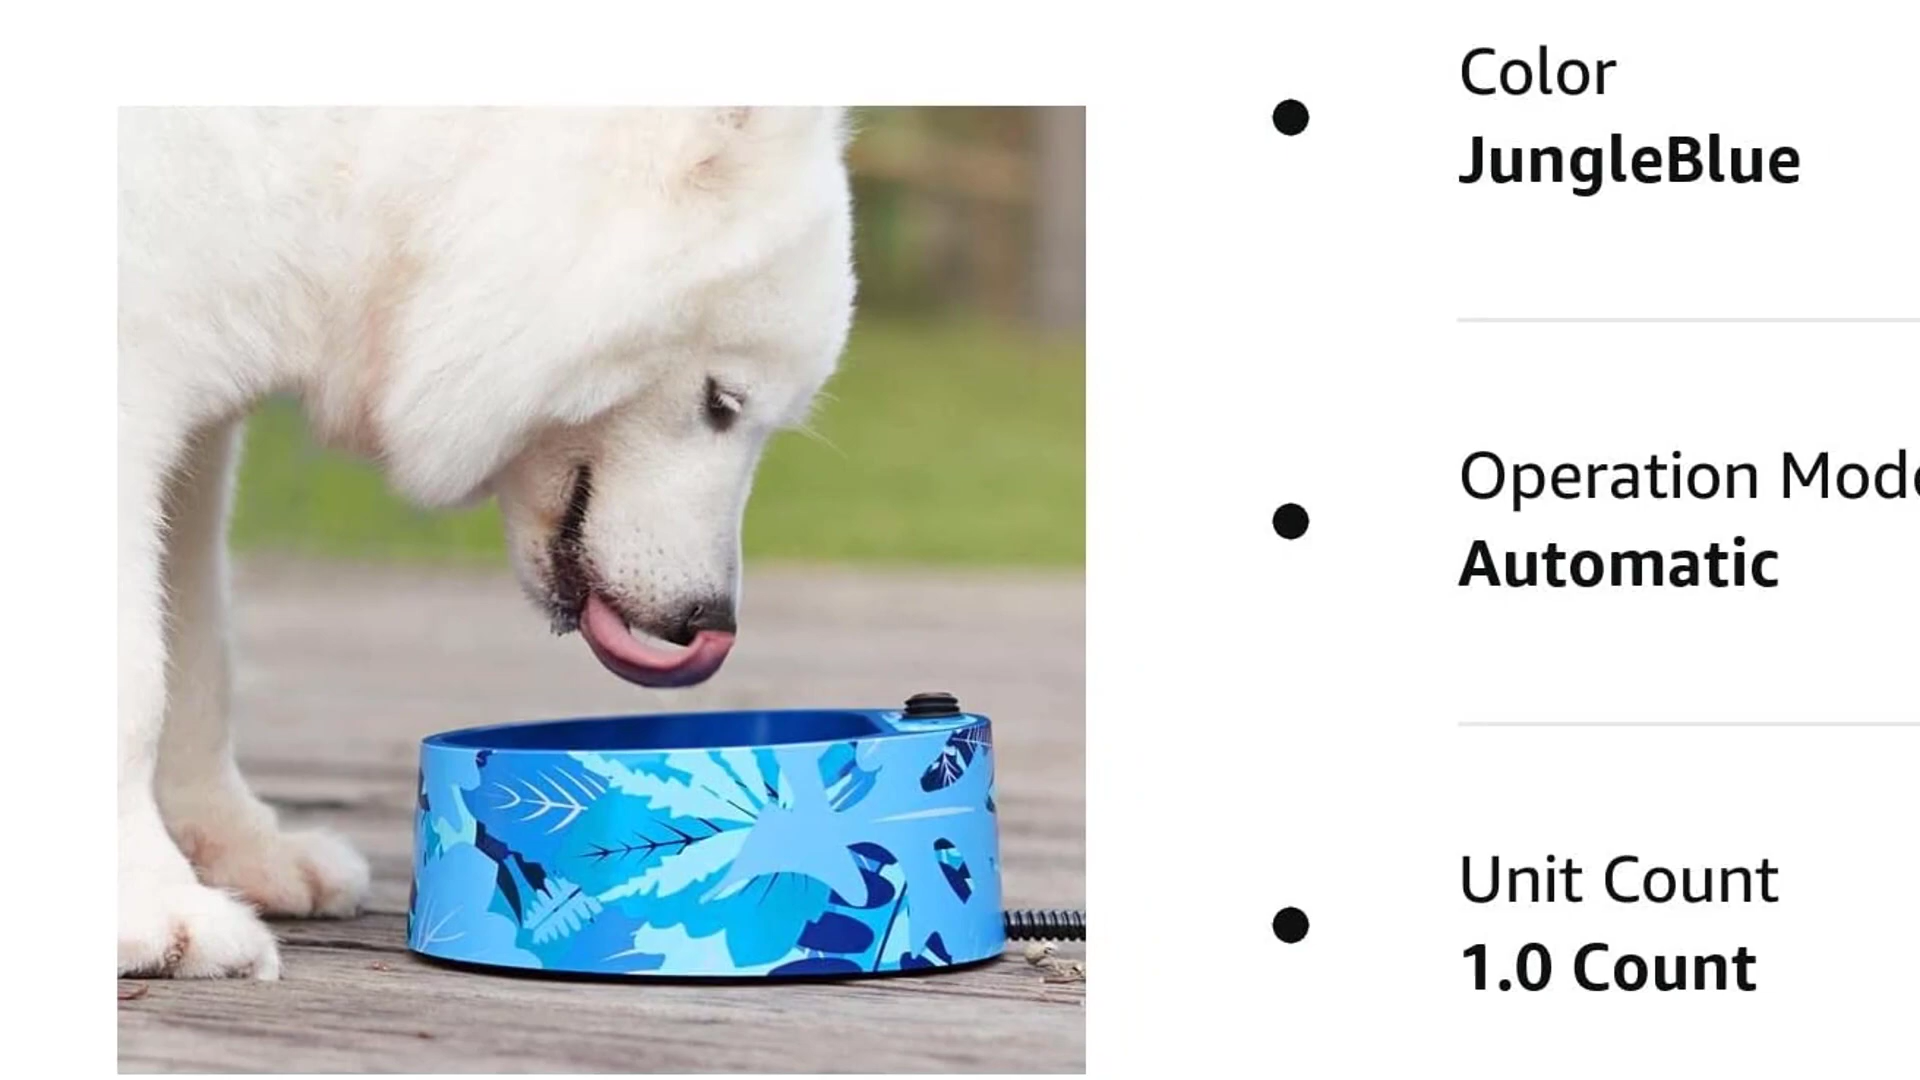 Color
JungleBlue
Operation Mod
Automatic
Unit Count
1.0 Count